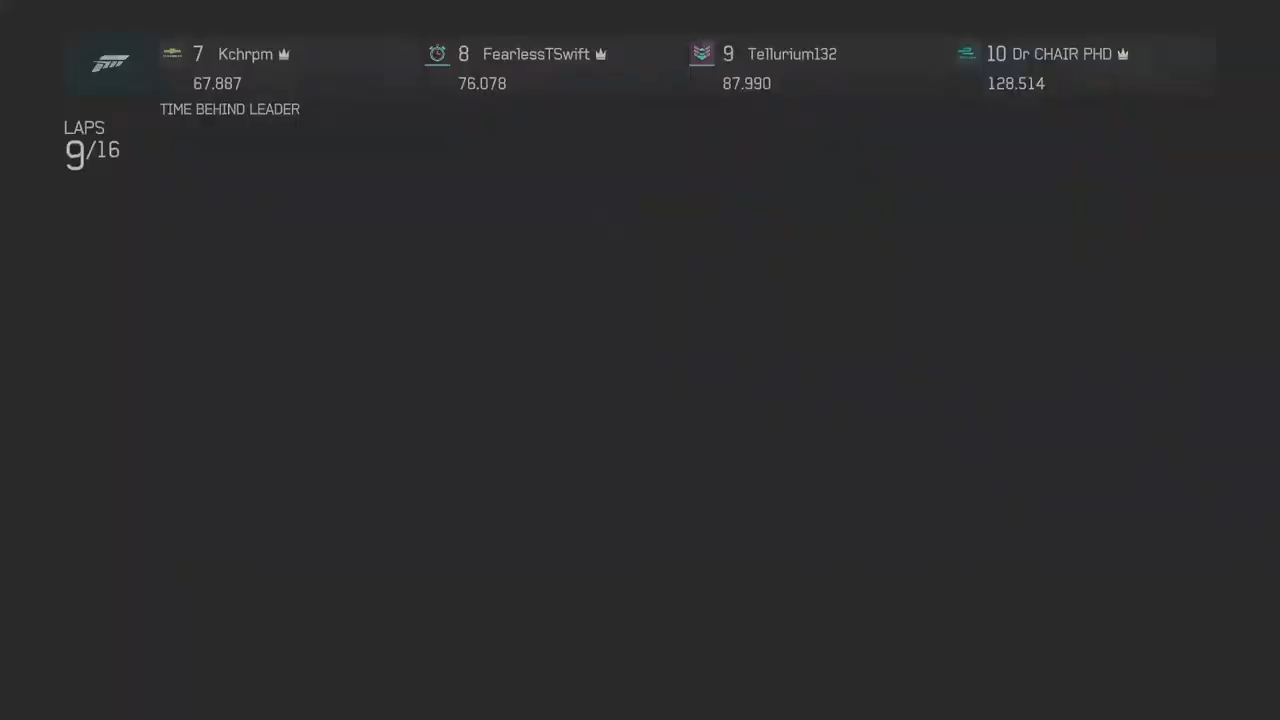 7 Kchrpm
67.887
8 FearlessTSwift
76.078
9 Tellurium132
87.990
10 Dr CHAIR PHD
128.514
TIME BEHIND LEADER
LAPS
9/16